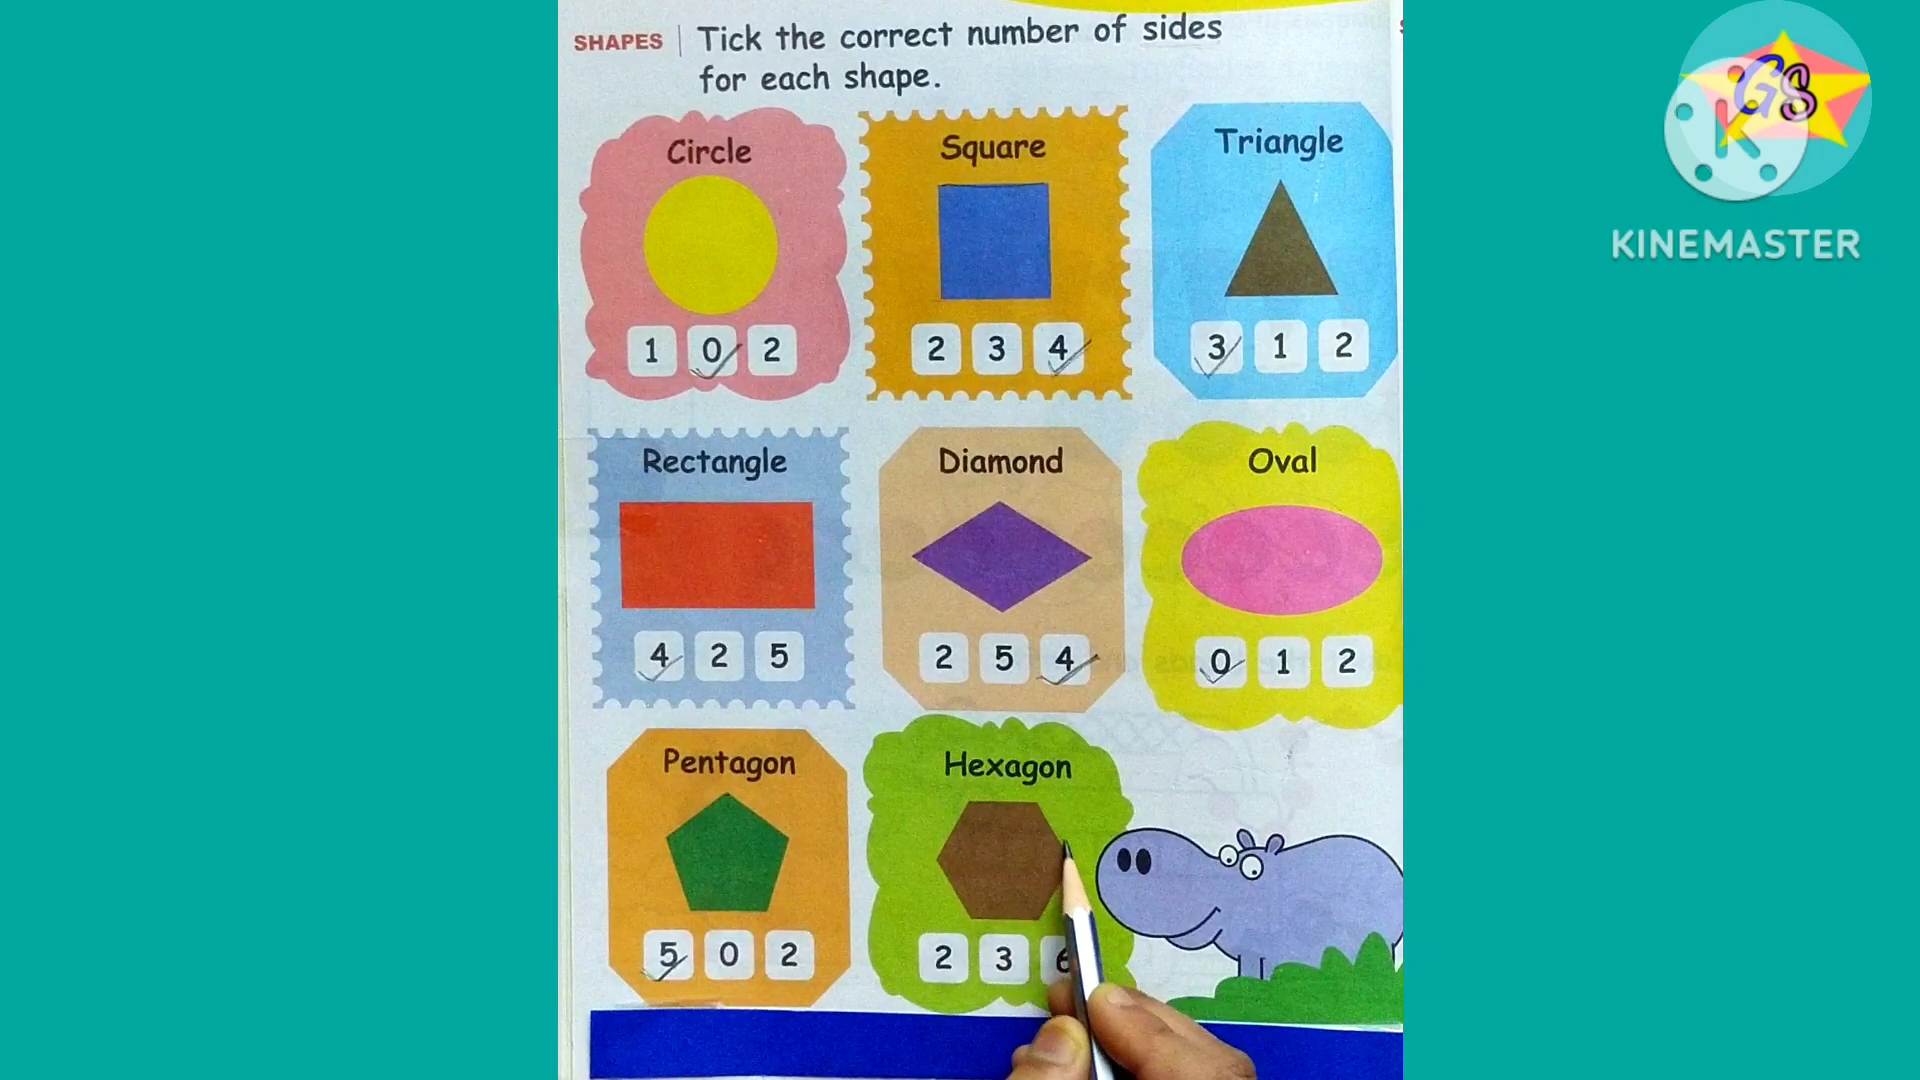 SHAPES | Tick the correct number of sides
for each shape.
Circle
1 0 2
Square
2 3 4
Triangle
3 1 2
Rectangle
4 2 5
Diamond
2 5 4
Oval
0 1 2
Pentagon
5 0 2
Hexagon
2 3 6
GS
K
KINEMASTER